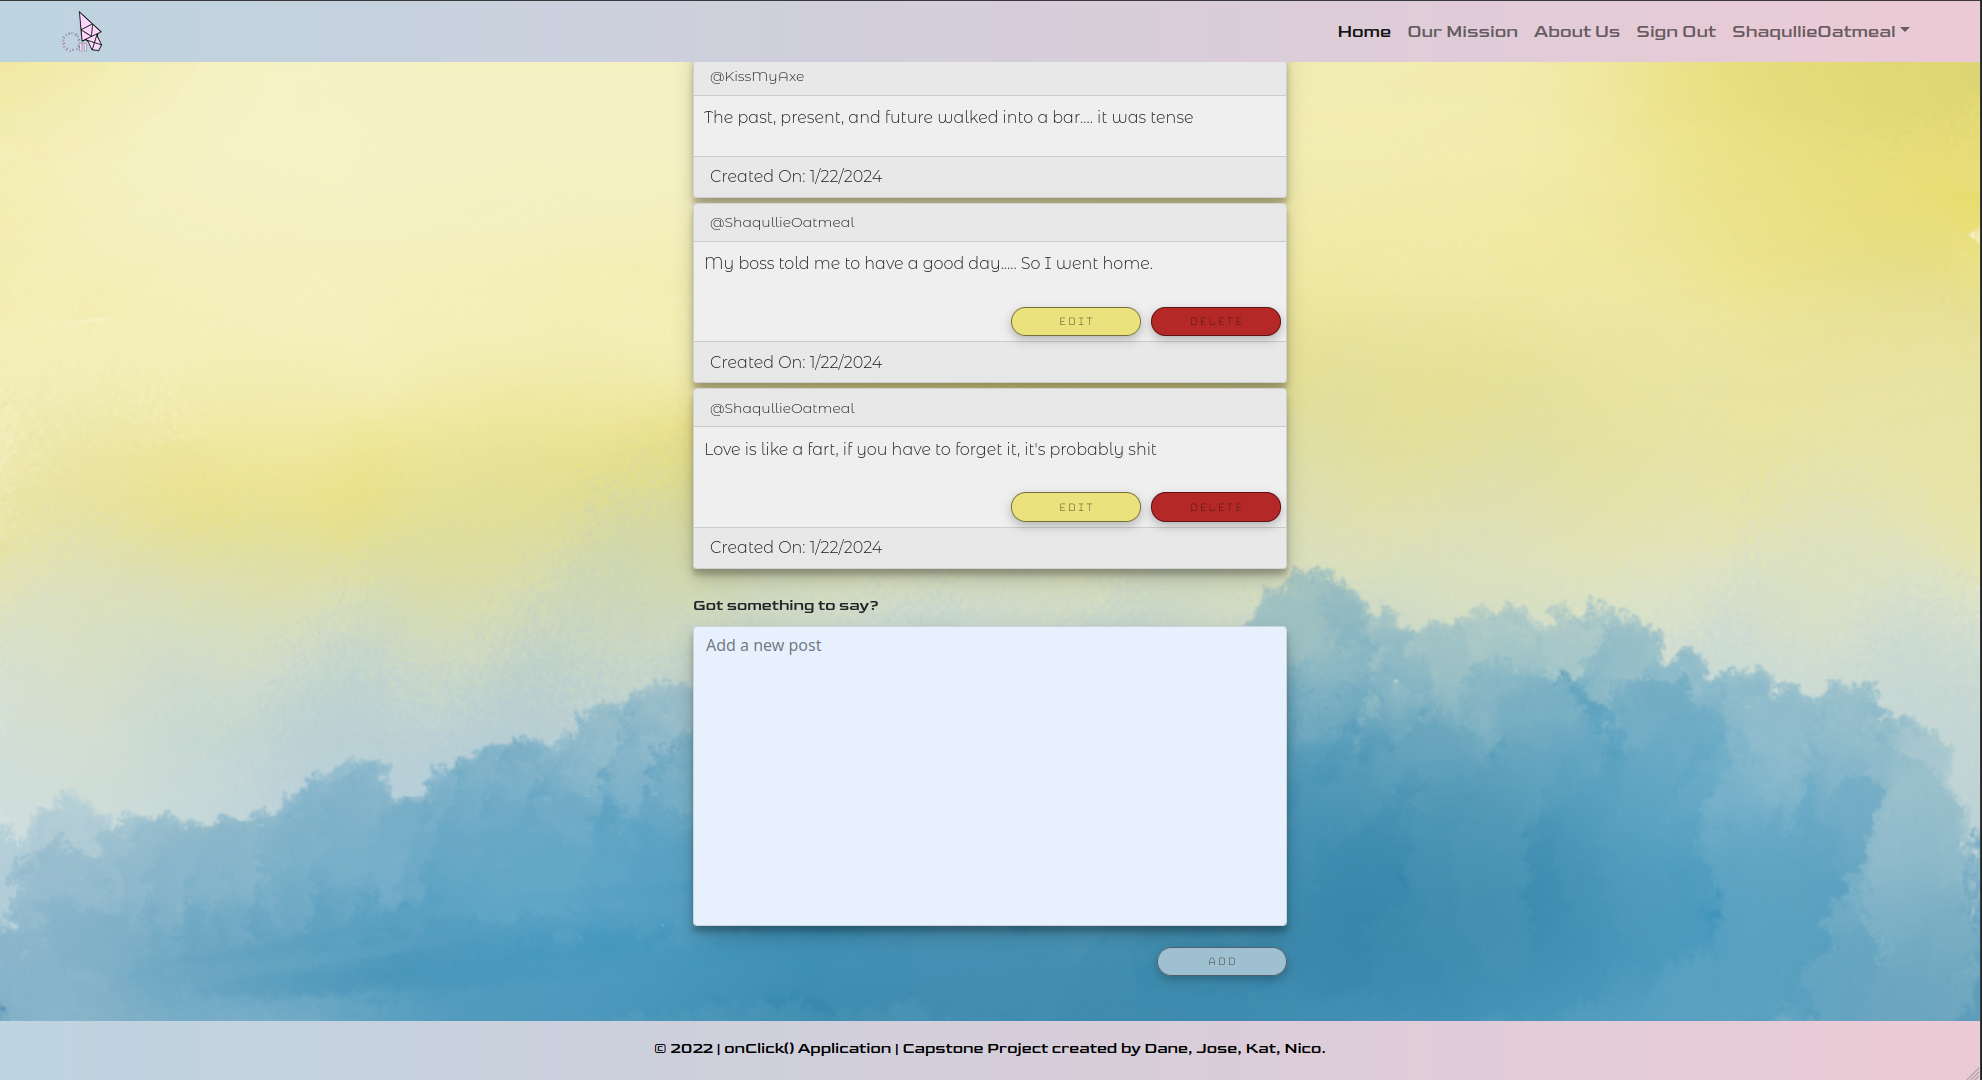 Home Our Mission About Us Sign Out ShaqullieOatmeal
@KissMyAxe
The past, present, and future walked into a bar.... it was tense
Created On: 1/22/2024
@ShaqullieOatmeal
My boss told me to have a good day..... So I went home.
EDIT DELETE
Created On: 1/22/2024
@ShaqullieOatmeal
Love is like a fart, if you have to forget it, it's probably shit
EDIT DELETE
Created On: 1/22/2024
Got something to say?
Add a new post
ADD
© 2022 | onClick() Application | Capstone Project created by Dane, Jose, Kat, Nico.